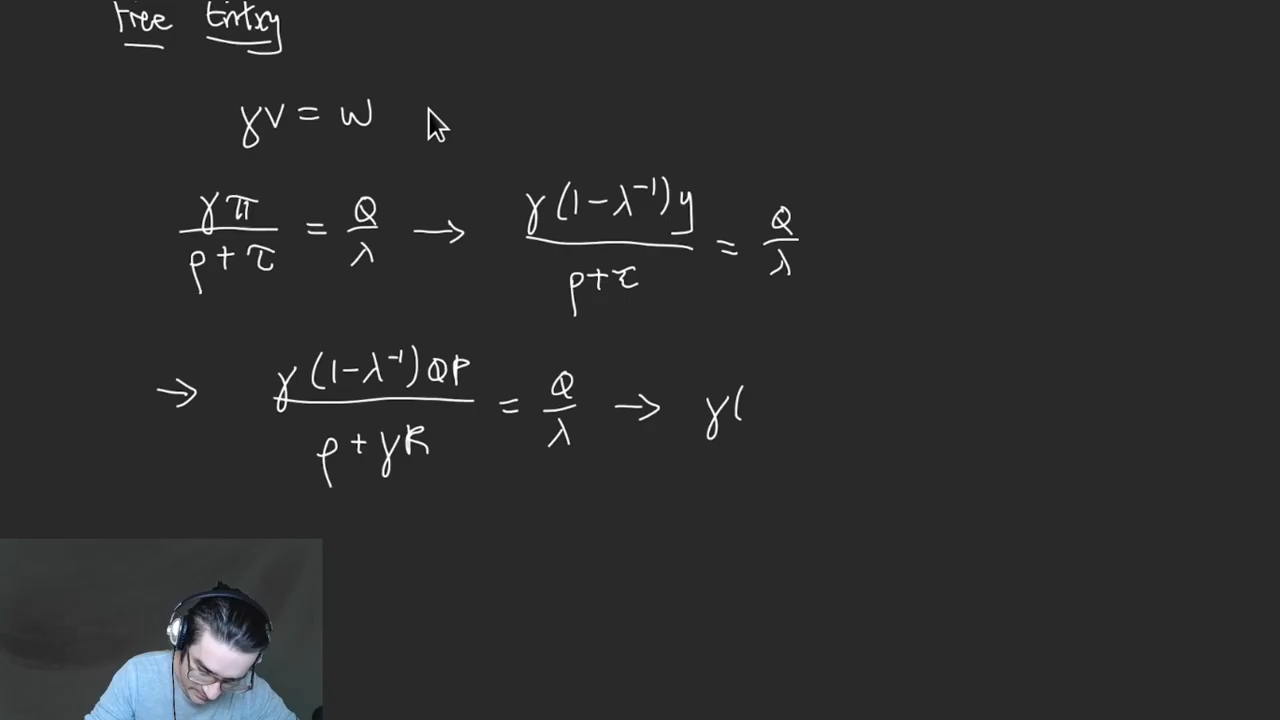 Free Entry
γV = w
γπ / ρ + τ = Q / λ → γ(1 − λ⁻¹)y / ρ + τ = Q / λ
→ γ(1 − λ⁻¹)QP / ρ + γR = Q / λ → γ(